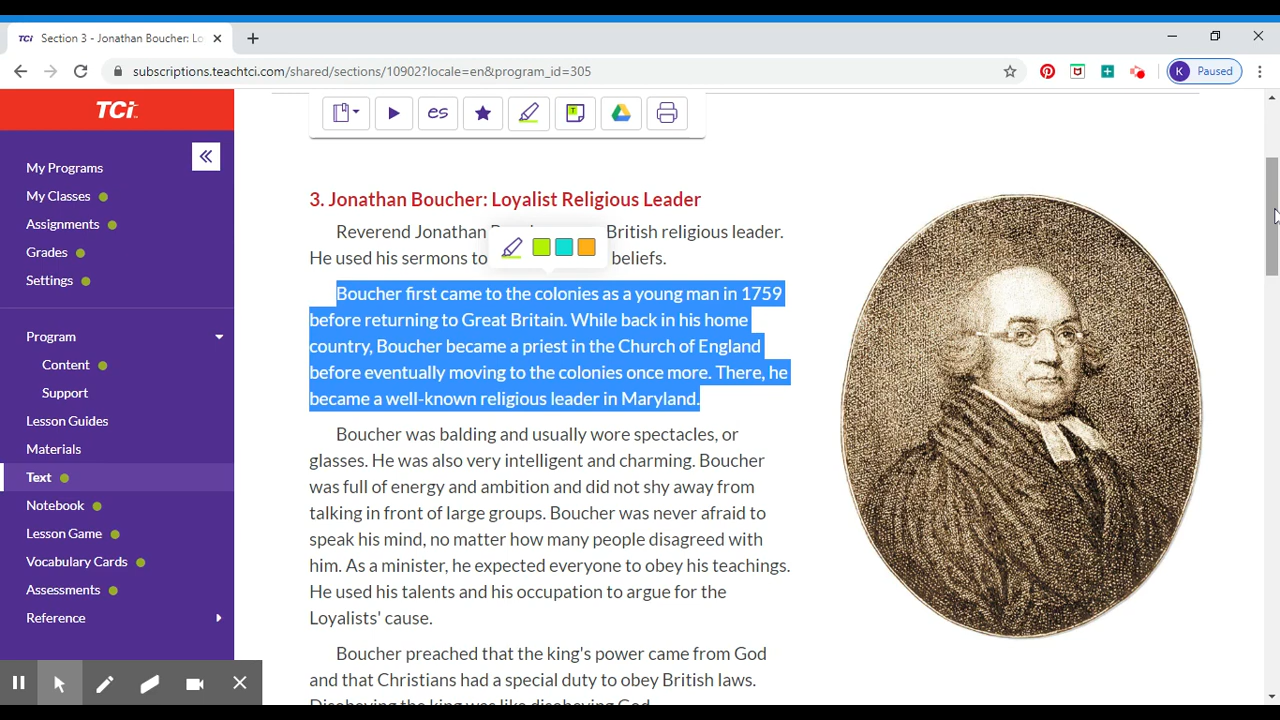 TCi Section 3 - Jonathan Boucher: Lo
subscriptions.teachtci.com/shared/sections/10902?locale=en&program_id=305
K Paused
TCi
My Programs
My Classes
Assignments
Grades
Settings
Program
Content
Support
Lesson Guides
Materials
Text
Notebook
Lesson Game
Vocabulary Cards
Assessments
Reference
es
T
3. Jonathan Boucher: Loyalist Religious Leader
Reverend Jonathan British religious leader.
He used his sermons to beliefs.
Boucher first came to the colonies as a young man in 1759
before returning to Great Britain. While back in his home
country, Boucher became a priest in the Church of England
before eventually moving to the colonies once more. There, he
became a well-known religious leader in Maryland.
Boucher was balding and usually wore spectacles, or
glasses. He was also very intelligent and charming. Boucher
was full of energy and ambition and did not shy away from
talking in front of large groups. Boucher was never afraid to
speak his mind, no matter how many people disagreed with
him. As a minister, he expected everyone to obey his teachings.
He used his talents and his occupation to argue for the
Loyalists' cause.
Boucher preached that the king's power came from God
and that Christians had a special duty to obey British laws.
Disobeying the king was like disobeying God.